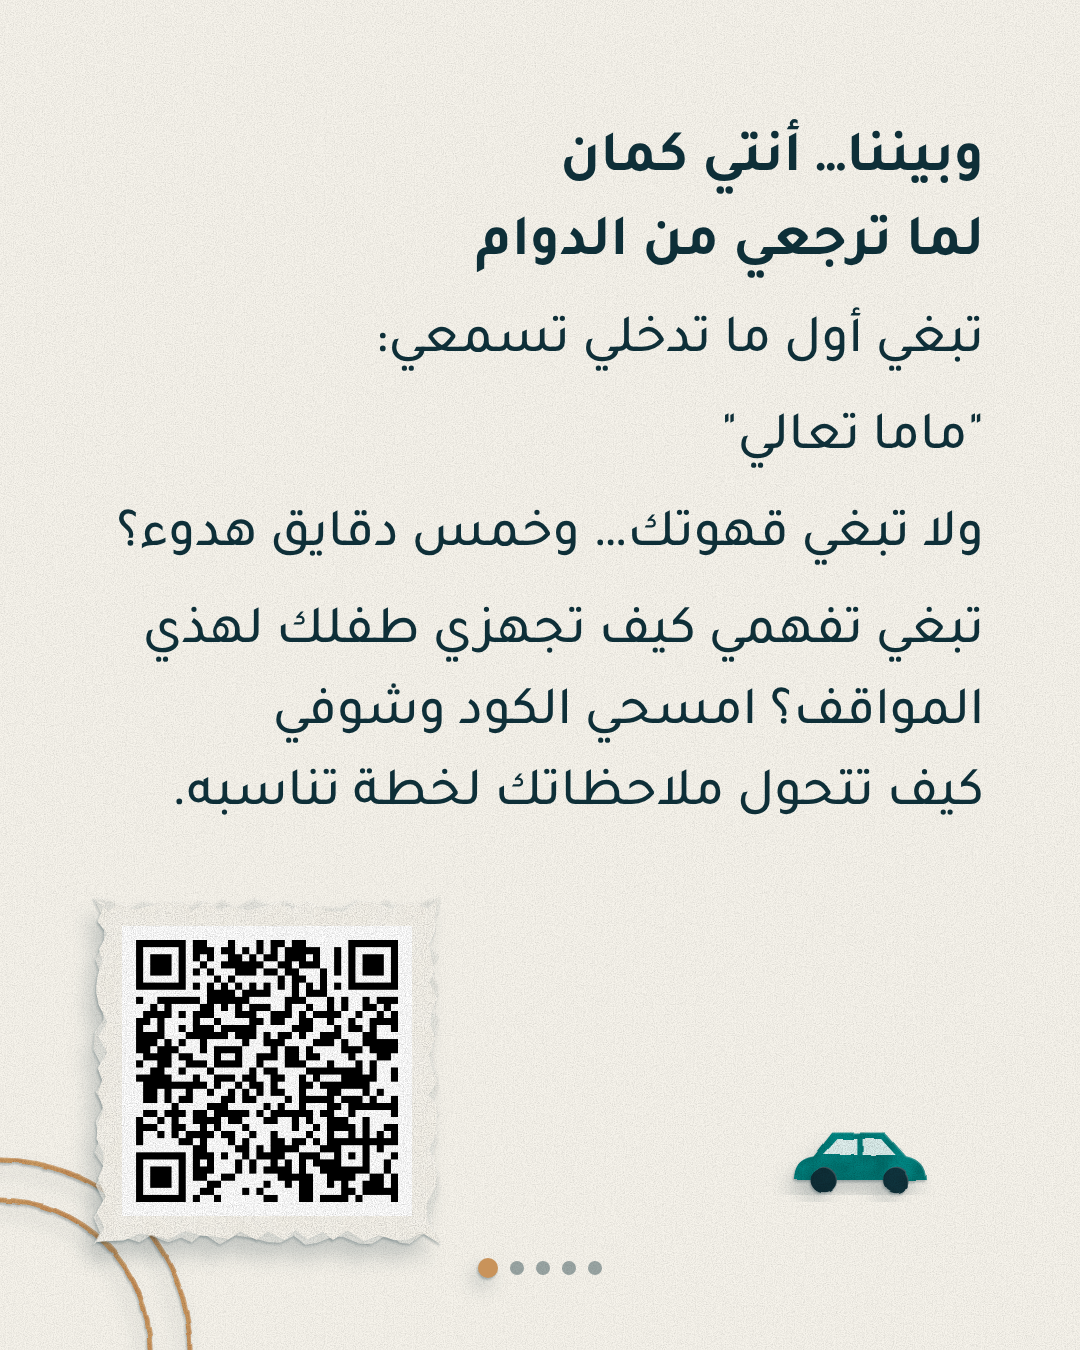 وبيننا... أنتي كمان
لما ترجعي من الدوام
تبغي أول ما تدخلي تسمعي:
"ماما تعالي"
ولا تبغي قهوتك... وخمس دقايق هدوء؟
تبغي تفهمي كيف تجهزي طفلك لهذي
المواقف؟ امسحي الكود وشوفي
كيف تتحول ملاحظاتك لخطة تناسبه.